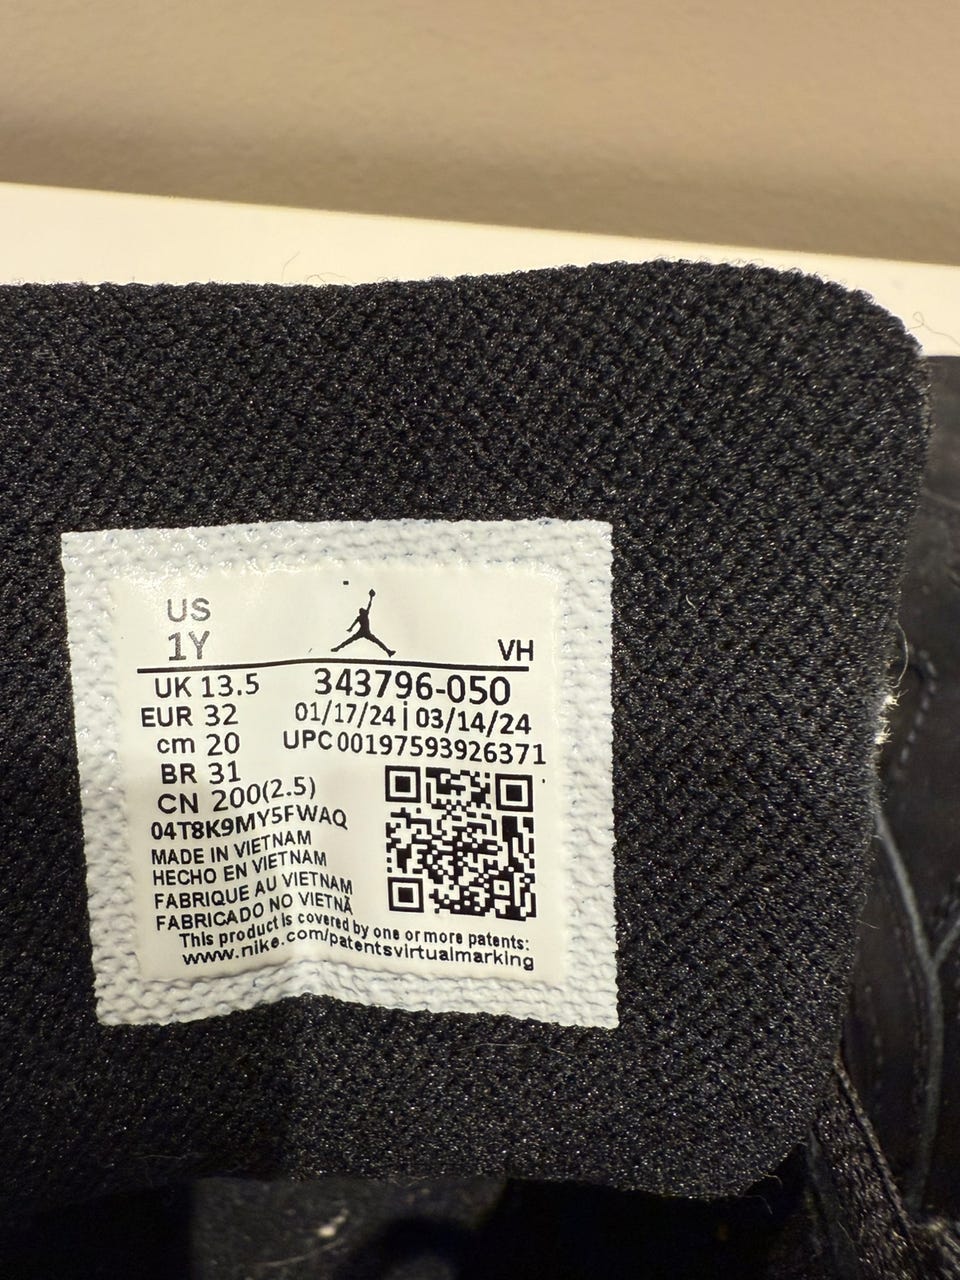 US
1Y
VH
UK 13.5
343796-050
EUR 32
01/17/24 | 03/14/24
cm 20
UPC 00197593926371
BR 31
CN 200(2.5)
04T8K9MY5FWAQ
MADE IN VIETNAM
HECHO EN VIETNAM
FABRIQUE AU VIETNAM
FABRICADO NO VIETNÃ
This product is covered by one or more patents:
www.nike.com/patentsvirtualmarking